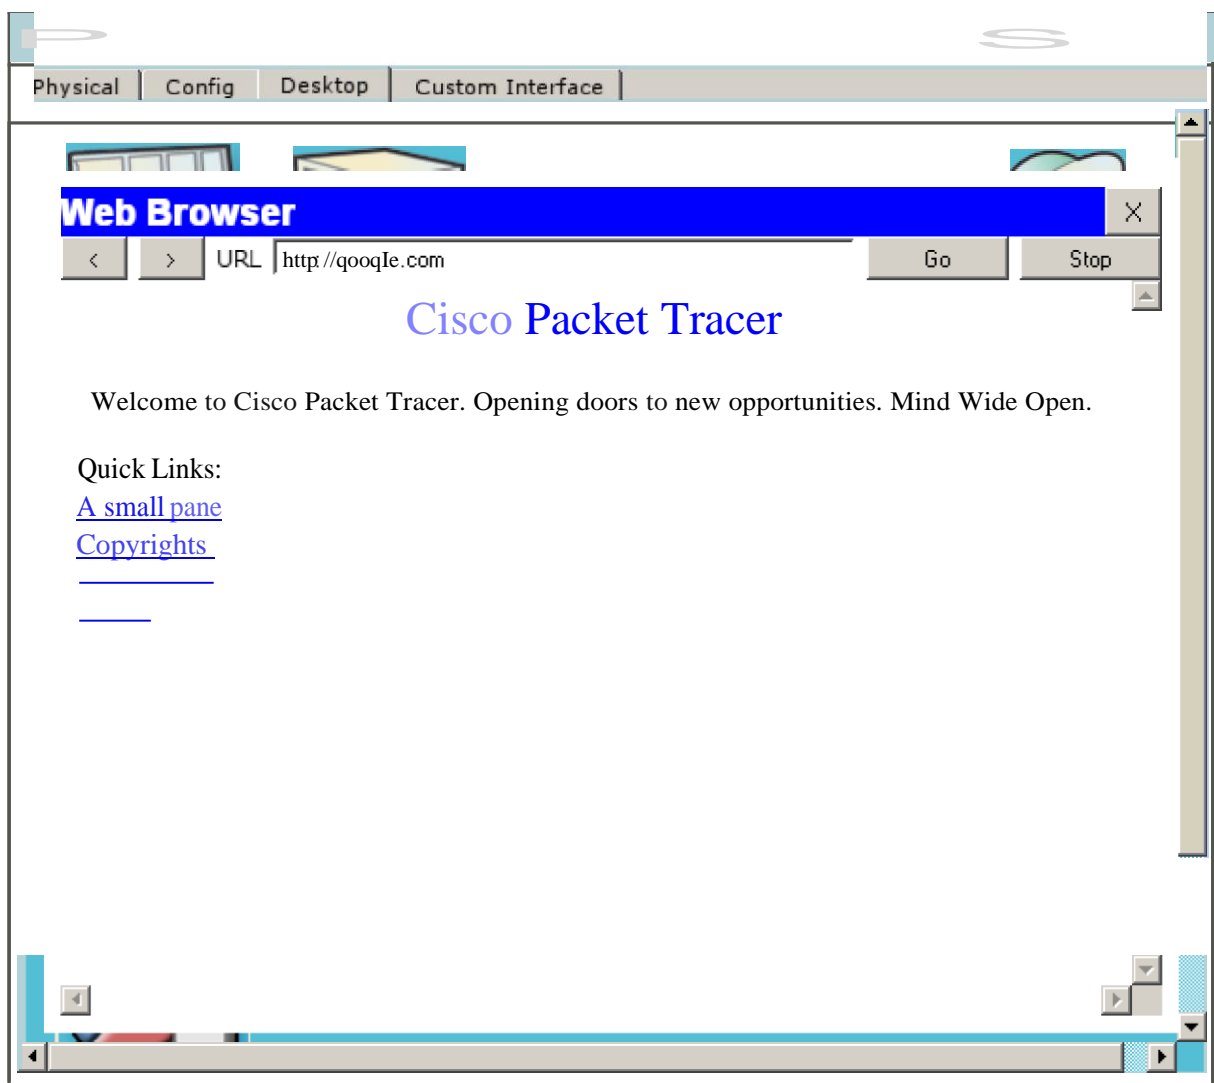 P S
Physical Config Desktop Custom Interface
Web Browser X
< > URL http://qooqIe.com Go Stop
Cisco Packet Tracer
Welcome to Cisco Packet Tracer. Opening doors to new opportunities. Mind Wide Open.
Quick Links:
A small pane
Copyrights